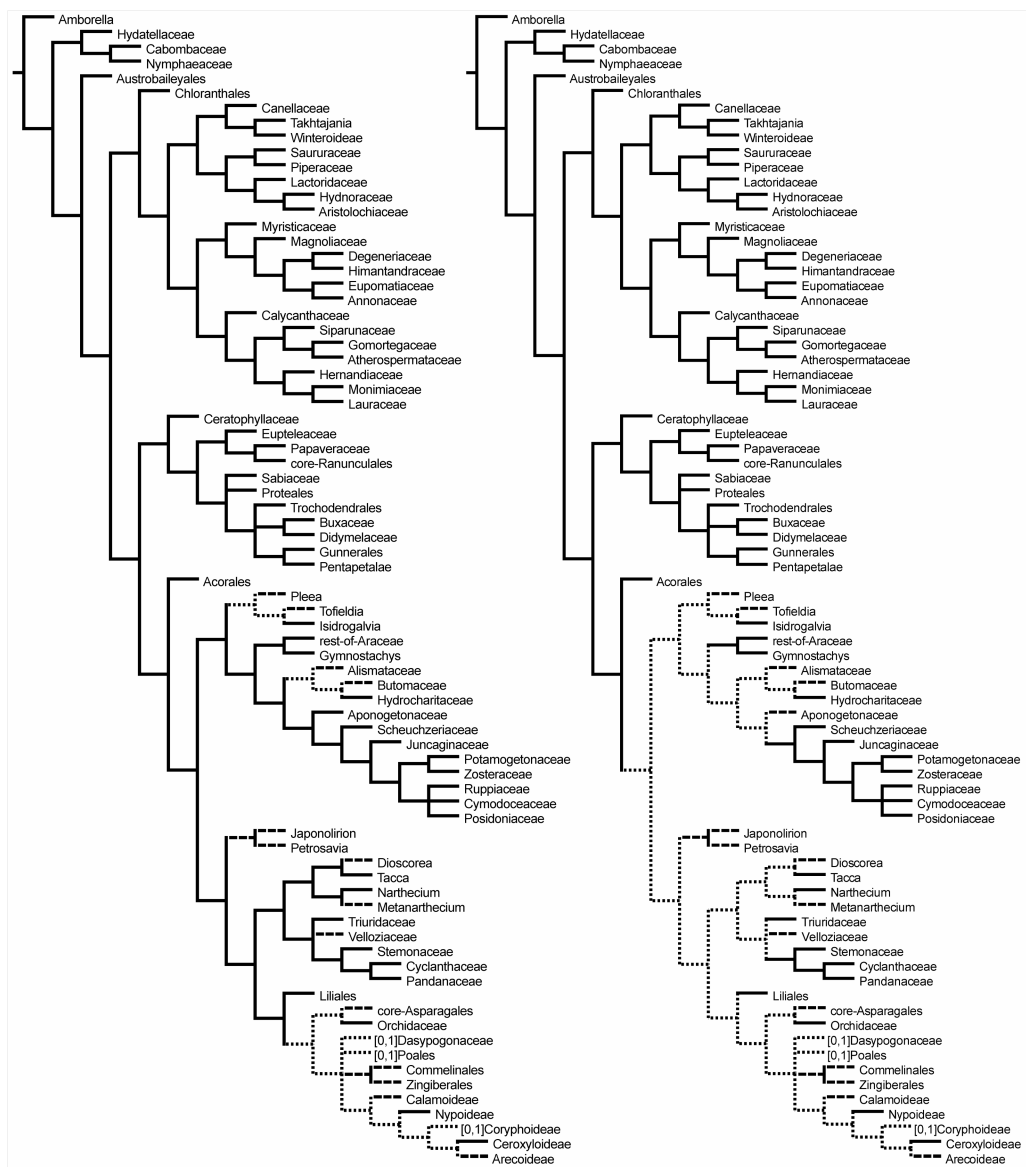 Amborella
Hydatellaceae
Cabombaceae
Nymphaeaceae
Austrobaileyales
Chloranthales
Canellaceae
Takhtajania
Winteroideae
Saururaceae
Piperaceae
Lactoridaceae
Hydnoraceae
Aristolochiaceae
Myristicaceae
Magnoliaceae
Degeneriaceae
Himantandraceae
Eupomatiaceae
Annonaceae
Calycanthaceae
Siparunaceae
Gomortegaceae
Atherospermataceae
Hernandiaceae
Monimiaceae
Lauraceae
Ceratophyllaceae
Eupteleaceae
Papaveraceae
core-Ranunculales
Sabiaceae
Proteales
Trochodendrales
Buxaceae
Didymelaceae
Gunnerales
Pentapetalae
Acorales
Pleea
Tofieldia
Isidrogalvia
rest-of-Araceae
Gymnostachys
Alismataceae
Butomaceae
Hydrocharitaceae
Aponogetonaceae
Scheuchzeriaceae
Juncaginaceae
Potamogetonaceae
Zosteraceae
Ruppiaceae
Cymodoceaceae
Posidoniaceae
Japonolirion
Petrosavia
Dioscorea
Tacca
Narthecium
Metanarthecium
Triuridaceae
Velloziaceae
Stemonaceae
Cyclanthaceae
Pandanaceae
Liliales
core-Asparagales
Orchidaceae
[0,1]Dasypogonaceae
[0,1]Poales
Commelinales
Zingiberales
Calamoideae
Nypoideae
[0,1]Coryphoideae
Ceroxyloideae
Arecoideae
Amborella
Hydatellaceae
Cabombaceae
Nymphaeaceae
Austrobaileyales
Chloranthales
Canellaceae
Takhtajania
Winteroideae
Saururaceae
Piperaceae
Lactoridaceae
Hydnoraceae
Aristolochiaceae
Myristicaceae
Magnoliaceae
Degeneriaceae
Himantandraceae
Eupomatiaceae
Annonaceae
Calycanthaceae
Siparunaceae
Gomortegaceae
Atherospermataceae
Hernandiaceae
Monimiaceae
Lauraceae
Ceratophyllaceae
Eupteleaceae
Papaveraceae
core-Ranunculales
Sabiaceae
Proteales
Trochodendrales
Buxaceae
Didymelaceae
Gunnerales
Pentapetalae
Acorales
Pleea
Tofieldia
Isidrogalvia
rest-of-Araceae
Gymnostachys
Alismataceae
Butomaceae
Hydrocharitaceae
Aponogetonaceae
Scheuchzeriaceae
Juncaginaceae
Potamogetonaceae
Zosteraceae
Ruppiaceae
Cymodoceaceae
Posidoniaceae
Japonolirion
Petrosavia
Dioscorea
Tacca
Narthecium
Metanarthecium
Triuridaceae
Velloziaceae
Stemonaceae
Cyclanthaceae
Pandanaceae
Liliales
core-Asparagales
Orchidaceae
[0,1]Dasypogonaceae
[0,1]Poales
Commelinales
Zingiberales
Calamoideae
Nypoideae
[0,1]Coryphoideae
Ceroxyloideae
Arecoideae